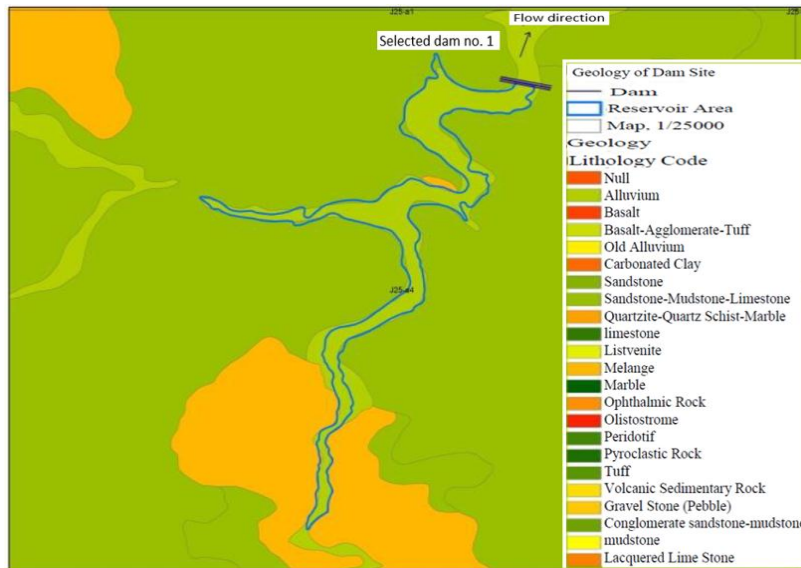 J25-a1
Flow direction
Selected dam no. 1
J25-a4
Geology of Dam Site
Dam
Reservoir Area
Map, 1/25000
Geology
Lithology Code
Null
Alluvium
Basalt
Basalt-Agglomerate-Tuff
Old Alluvium
Carbonated Clay
Sandstone
Sandstone-Mudstone-Limestone
Quartzite-Quartz Schist-Marble
limestone
Listvenite
Melange
Marble
Ophthalmic Rock
Olistostrome
Peridotif
Pyroclastic Rock
Tuff
Volcanic Sedimentary Rock
Gravel Stone (Pebble)
Conglomerate sandstone-mudstone
mudstone
Lacquered Lime Stone